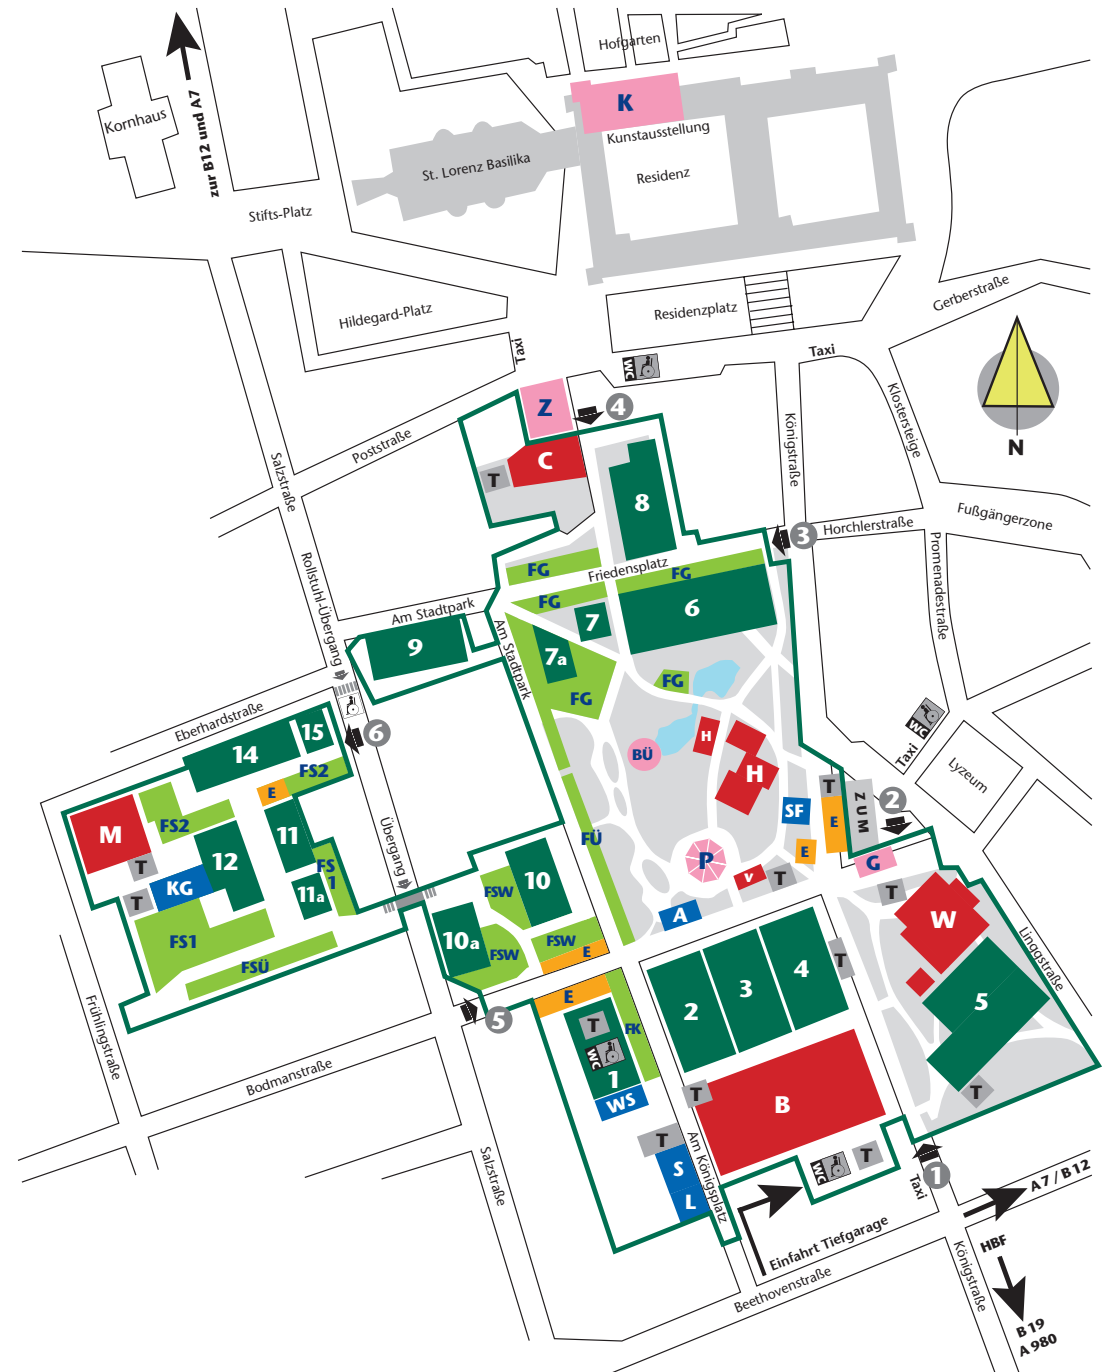 Hofgarten
K
Kunstausstellung
Kornhaus
zur B12 und A7
St. Lorenz Basilika
Residenz
Stifts-Platz
Hildegard-Platz
Residenzplatz
Gerberstraße
Taxi
WC
Taxi
Klostersteige
N
Z
4
Poststraße
Salzstraße
C
T
8
Königstraße
3
Horchlerstraße
Fußgängerzone
Promenadestraße
Rollstuhl-Übergang
Friedensplatz
FG
FG
FG
6
7
Am Stadtpark
9
Am Stadtpark
7a
FG
FG
Eberhardstraße
15
14
6
FS2
E
H
H
BÜ
WC
Taxi
Lyzeum
M
FS2
11
12
T
KG
T
FS
1
11a
Übergang
FÜ
SF
T
E
ZUM
2
E
G
P
V
T
T
A
FSW
10
10a
FSW
FSW
E
FS1
FSÜ
W
Linggstraße
4
3
2
T
5
E
5
T
FK
WC
1
WS
Frühlingstraße
Bodmanstraße
T
B
T
T
S
L
Am Königsplatz
WC
T
1
Taxi
A7 / B12
Salzstraße
Einfahrt Tiefgarage
HBF
Königstraße
Beethovenstraße
B 19
A 980